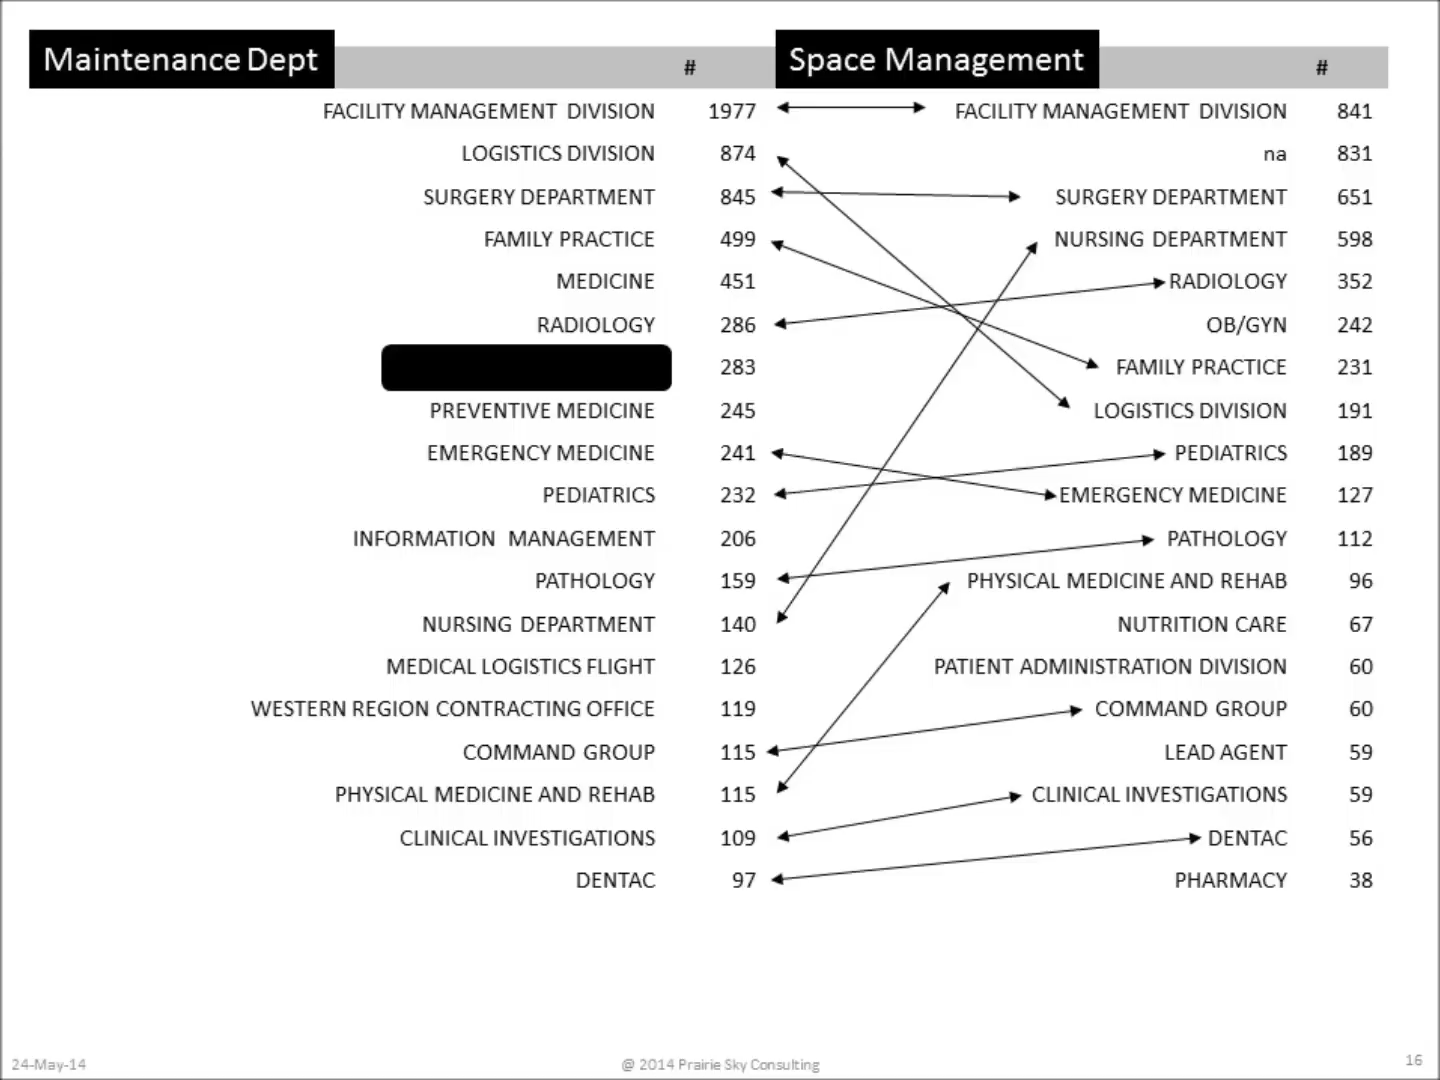 Maintenance Dept # Space Management #
FACILITY MANAGEMENT DIVISION 1977 FACILITY MANAGEMENT DIVISION 841
LOGISTICS DIVISION 874 na 831
SURGERY DEPARTMENT 845 SURGERY DEPARTMENT 651
FAMILY PRACTICE 499 NURSING DEPARTMENT 598
MEDICINE 451 RADIOLOGY 352
RADIOLOGY 286 OB/GYN 242
283 FAMILY PRACTICE 231
PREVENTIVE MEDICINE 245 LOGISTICS DIVISION 191
EMERGENCY MEDICINE 241 PEDIATRICS 189
PEDIATRICS 232 EMERGENCY MEDICINE 127
INFORMATION MANAGEMENT 206 PATHOLOGY 112
PATHOLOGY 159 PHYSICAL MEDICINE AND REHAB 96
NURSING DEPARTMENT 140 NUTRITION CARE 67
MEDICAL LOGISTICS FLIGHT 126 PATIENT ADMINISTRATION DIVISION 60
WESTERN REGION CONTRACTING OFFICE 119 COMMAND GROUP 60
COMMAND GROUP 115 LEAD AGENT 59
PHYSICAL MEDICINE AND REHAB 115 CLINICAL INVESTIGATIONS 59
CLINICAL INVESTIGATIONS 109 DENTAC 56
DENTAC 97 PHARMACY 38
24-May-14 @ 2014 Prairie Sky Consulting 16